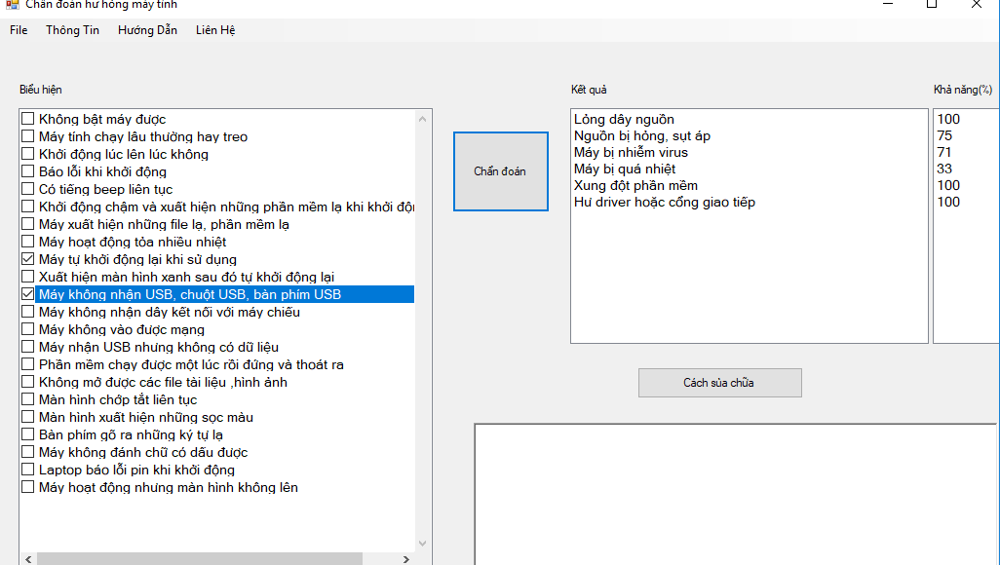 Chẩn đoán hư hỏng máy tính
File Thông Tin Hướng Dẫn Liên Hệ
Biểu hiện
Không bật máy được
Máy tính chạy lâu thường hay treo
Khởi động lúc lên lúc không
Báo lỗi khi khởi động
Có tiếng beep liên tục
Khởi động chậm và xuất hiện những phần mềm lạ khi khởi độn
Máy xuất hiện những file lạ, phần mềm lạ
Máy hoạt động tỏa nhiều nhiệt
Máy tự khởi động lại khi sử dụng
Xuất hiện màn hình xanh sau đó tự khởi động lại
Máy không nhận USB, chuột USB, bàn phím USB
Máy không nhận dây kết nối với máy chiếu
Máy không vào được mạng
Máy nhận USB nhưng không có dữ liệu
Phần mềm chạy được một lúc rồi đứng và thoát ra
Không mở được các file tài liệu ,hình ảnh
Màn hình chớp tắt liên tục
Màn hình xuất hiện những sọc màu
Bàn phím gõ ra những ký tự lạ
Máy không đánh chữ có dấu được
Laptop báo lỗi pin khi khởi động
Máy hoạt động nhưng màn hình không lên
Chẩn đoán
Kết quả
Khả năng(%)
Lỏng dây nguồn 100
Nguồn bị hỏng, sụt áp 75
Máy bị nhiễm virus 71
Máy bị quá nhiệt 33
Xung đột phần mềm 100
Hư driver hoặc cổng giao tiếp 100
Cách sửa chữa